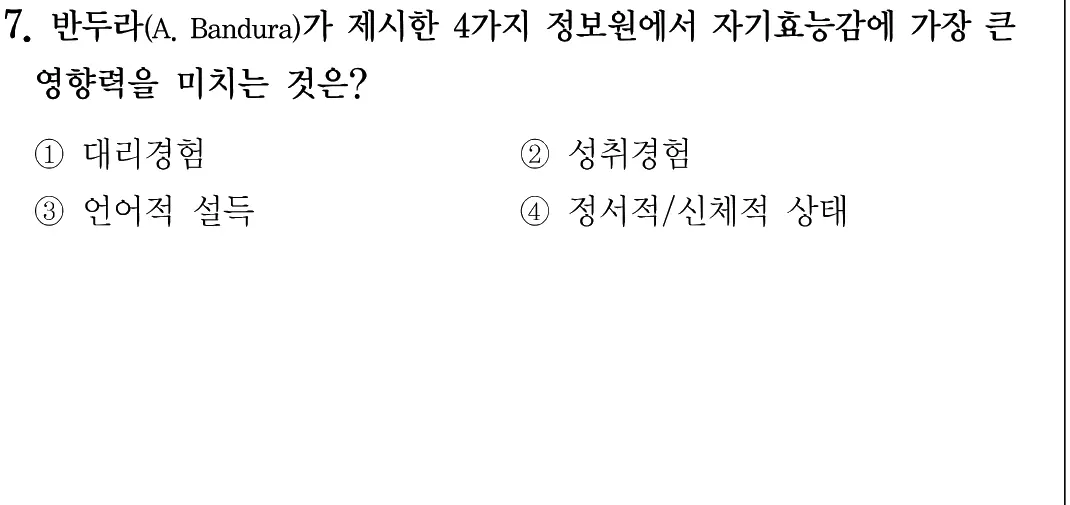 7. 반두라(A. Bandura)가 제시한 4가지 정보원에서 자기효능감에 가장 큰
영향력을 미치는 것은?
① 대리경험 ② 성취경험
③ 언어적 설득 ④ 정서적/신체적 상태